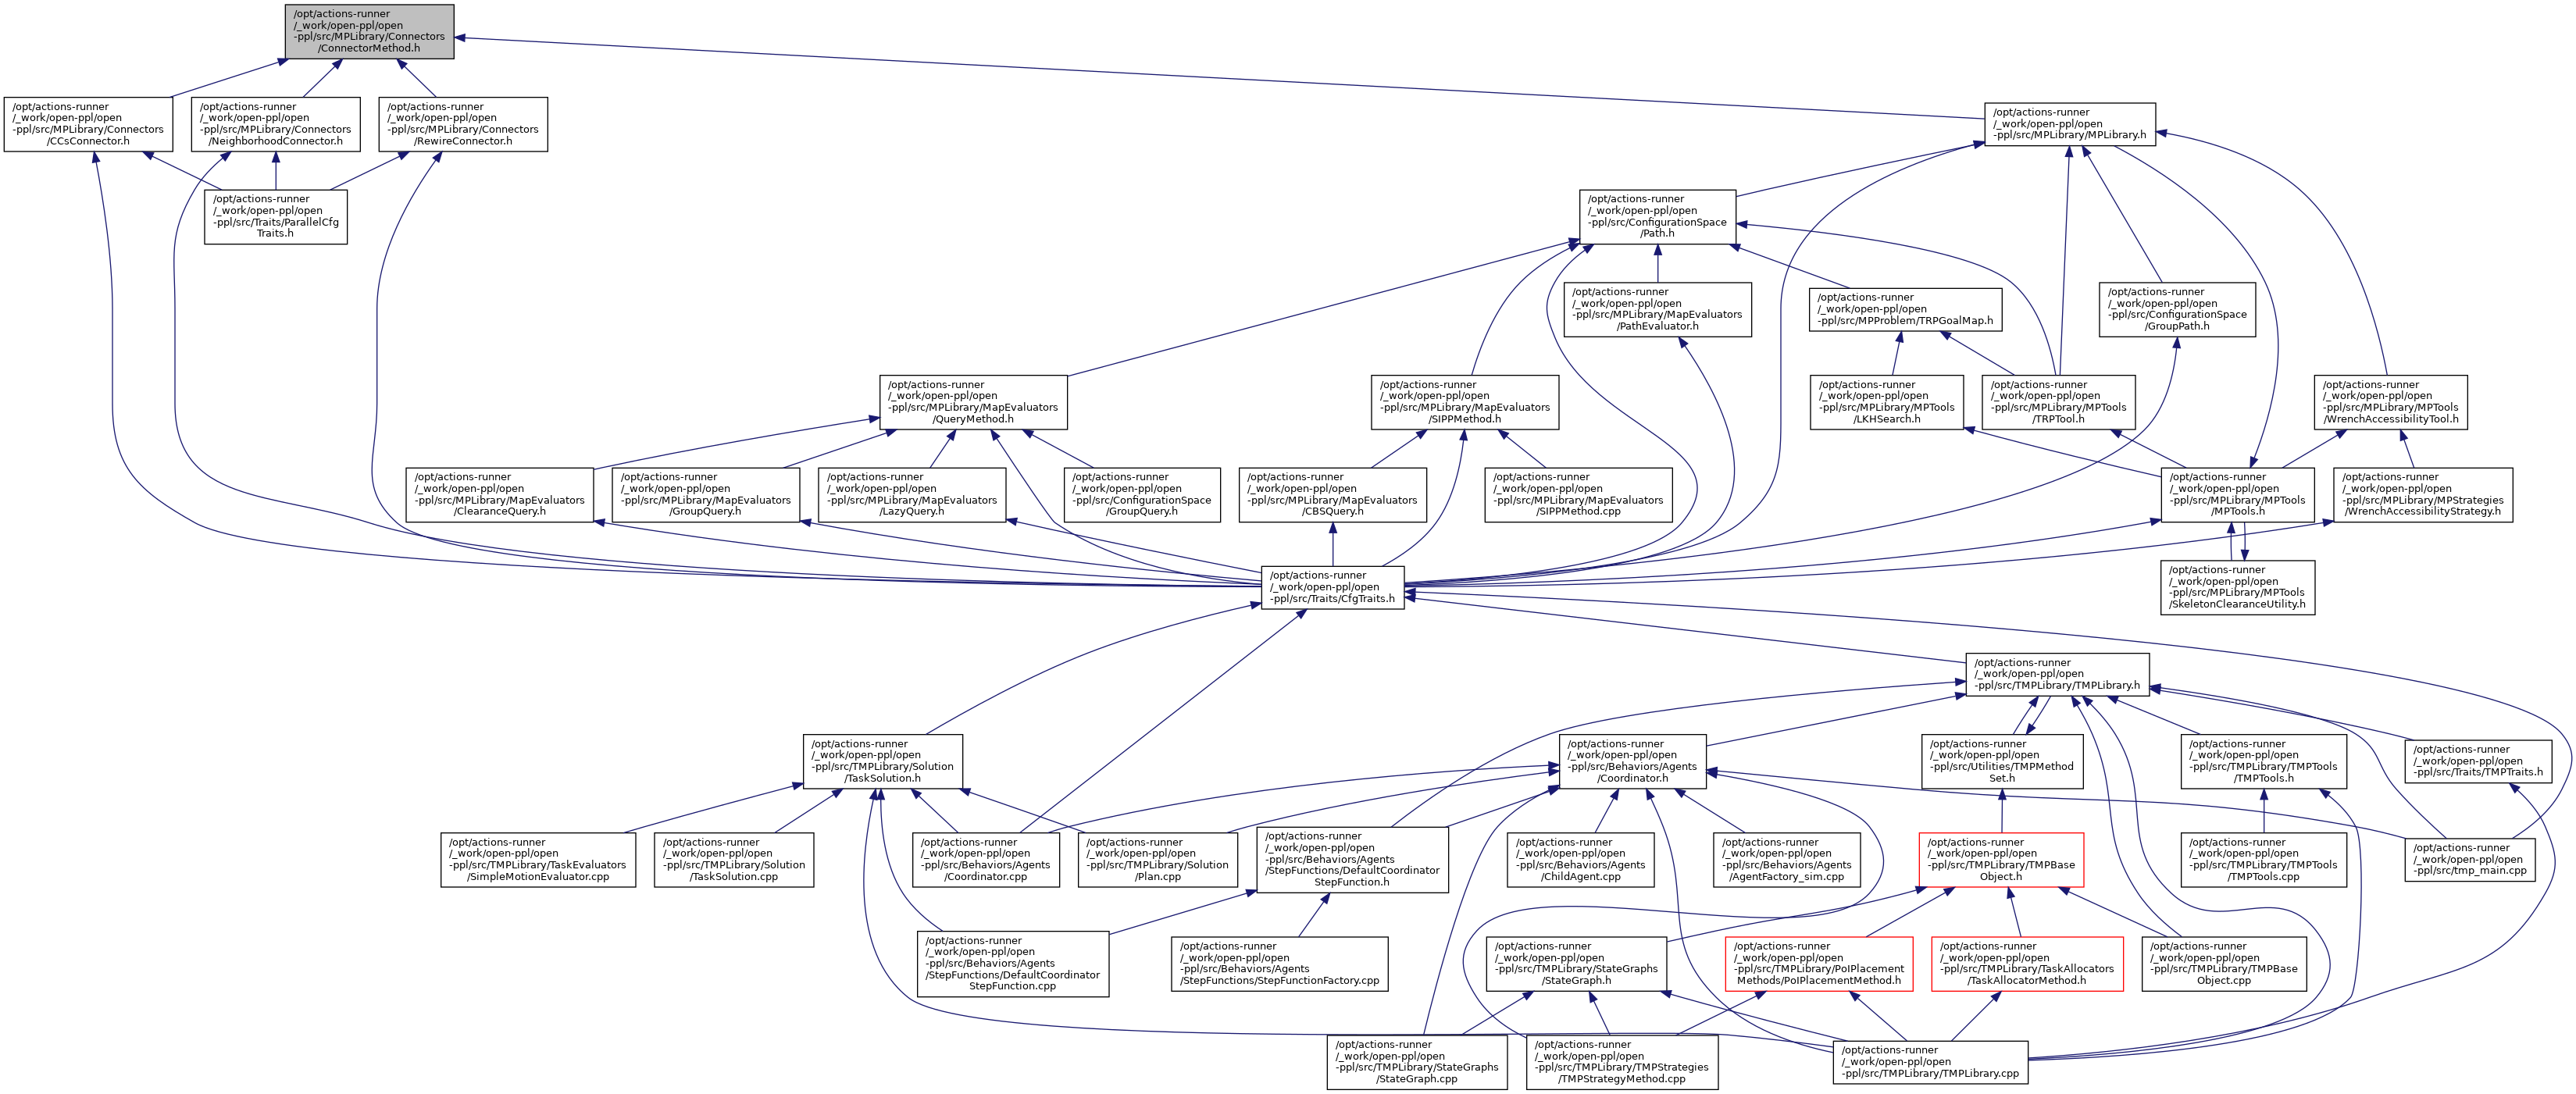 /opt/actions-runner
/_work/open-ppl/open
-ppl/src/MPLibrary/Connectors
/ConnectorMethod.h
/opt/actions-runner
/_work/open-ppl/open
-ppl/src/MPLibrary/Connectors
/CCsConnector.h
/opt/actions-runner
/_work/open-ppl/open
-ppl/src/MPLibrary/Connectors
/NeighborhoodConnector.h
/opt/actions-runner
/_work/open-ppl/open
-ppl/src/MPLibrary/Connectors
/RewireConnector.h
/opt/actions-runner
/_work/open-ppl/open
-ppl/src/MPLibrary/MPLibrary.h
/opt/actions-runner
/_work/open-ppl/open
-ppl/src/Traits/ParallelCfg
Traits.h
/opt/actions-runner
/_work/open-ppl/open
-ppl/src/ConfigurationSpace
/Path.h
/opt/actions-runner
/_work/open-ppl/open
-ppl/src/MPLibrary/MapEvaluators
/PathEvaluator.h
/opt/actions-runner
/_work/open-ppl/open
-ppl/src/MPProblem/TRPGoalMap.h
/opt/actions-runner
/_work/open-ppl/open
-ppl/src/ConfigurationSpace
/GroupPath.h
/opt/actions-runner
/_work/open-ppl/open
-ppl/src/MPLibrary/MapEvaluators
/QueryMethod.h
/opt/actions-runner
/_work/open-ppl/open
-ppl/src/MPLibrary/MapEvaluators
/SIPPMethod.h
/opt/actions-runner
/_work/open-ppl/open
-ppl/src/MPLibrary/MPTools
/LKHSearch.h
/opt/actions-runner
/_work/open-ppl/open
-ppl/src/MPLibrary/MPTools
/TRPTool.h
/opt/actions-runner
/_work/open-ppl/open
-ppl/src/MPLibrary/MPTools
/WrenchAccessibilityTool.h
/opt/actions-runner
/_work/open-ppl/open
-ppl/src/MPLibrary/MapEvaluators
/ClearanceQuery.h
/opt/actions-runner
/_work/open-ppl/open
-ppl/src/MPLibrary/MapEvaluators
/GroupQuery.h
/opt/actions-runner
/_work/open-ppl/open
-ppl/src/MPLibrary/MapEvaluators
/LazyQuery.h
/opt/actions-runner
/_work/open-ppl/open
-ppl/src/ConfigurationSpace
/GroupQuery.h
/opt/actions-runner
/_work/open-ppl/open
-ppl/src/MPLibrary/MapEvaluators
/CBSQuery.h
/opt/actions-runner
/_work/open-ppl/open
-ppl/src/MPLibrary/MapEvaluators
/SIPPMethod.cpp
/opt/actions-runner
/_work/open-ppl/open
-ppl/src/MPLibrary/MPTools
/MPTools.h
/opt/actions-runner
/_work/open-ppl/open
-ppl/src/MPLibrary/MPStrategies
/WrenchAccessibilityStrategy.h
/opt/actions-runner
/_work/open-ppl/open
-ppl/src/Traits/CfgTraits.h
/opt/actions-runner
/_work/open-ppl/open
-ppl/src/MPLibrary/MPTools
/SkeletonClearanceUtility.h
/opt/actions-runner
/_work/open-ppl/open
-ppl/src/TMPLibrary/TMPLibrary.h
/opt/actions-runner
/_work/open-ppl/open
-ppl/src/TMPLibrary/Solution
/TaskSolution.h
/opt/actions-runner
/_work/open-ppl/open
-ppl/src/Behaviors/Agents
/Coordinator.h
/opt/actions-runner
/_work/open-ppl/open
-ppl/src/Utilities/TMPMethod
Set.h
/opt/actions-runner
/_work/open-ppl/open
-ppl/src/TMPLibrary/TMPTools
/TMPTools.h
/opt/actions-runner
/_work/open-ppl/open
-ppl/src/Traits/TMPTraits.h
/opt/actions-runner
/_work/open-ppl/open
-ppl/src/TMPLibrary/TaskEvaluators
/SimpleMotionEvaluator.cpp
/opt/actions-runner
/_work/open-ppl/open
-ppl/src/TMPLibrary/Solution
/TaskSolution.cpp
/opt/actions-runner
/_work/open-ppl/open
-ppl/src/Behaviors/Agents
/Coordinator.cpp
/opt/actions-runner
/_work/open-ppl/open
-ppl/src/TMPLibrary/Solution
/Plan.cpp
/opt/actions-runner
/_work/open-ppl/open
-ppl/src/Behaviors/Agents
/StepFunctions/DefaultCoordinator
StepFunction.h
/opt/actions-runner
/_work/open-ppl/open
-ppl/src/Behaviors/Agents
/ChildAgent.cpp
/opt/actions-runner
/_work/open-ppl/open
-ppl/src/Behaviors/Agents
/AgentFactory_sim.cpp
/opt/actions-runner
/_work/open-ppl/open
-ppl/src/TMPLibrary/TMPBase
Object.h
/opt/actions-runner
/_work/open-ppl/open
-ppl/src/TMPLibrary/TMPTools
/TMPTools.cpp
/opt/actions-runner
/_work/open-ppl/open
-ppl/src/tmp_main.cpp
/opt/actions-runner
/_work/open-ppl/open
-ppl/src/Behaviors/Agents
/StepFunctions/DefaultCoordinator
StepFunction.cpp
/opt/actions-runner
/_work/open-ppl/open
-ppl/src/Behaviors/Agents
/StepFunctions/StepFunctionFactory.cpp
/opt/actions-runner
/_work/open-ppl/open
-ppl/src/TMPLibrary/StateGraphs
/StateGraph.h
/opt/actions-runner
/_work/open-ppl/open
-ppl/src/TMPLibrary/PoIPlacement
Methods/PoIPlacementMethod.h
/opt/actions-runner
/_work/open-ppl/open
-ppl/src/TMPLibrary/TaskAllocators
/TaskAllocatorMethod.h
/opt/actions-runner
/_work/open-ppl/open
-ppl/src/TMPLibrary/TMPBase
Object.cpp
/opt/actions-runner
/_work/open-ppl/open
-ppl/src/TMPLibrary/StateGraphs
/StateGraph.cpp
/opt/actions-runner
/_work/open-ppl/open
-ppl/src/TMPLibrary/TMPStrategies
/TMPStrategyMethod.cpp
/opt/actions-runner
/_work/open-ppl/open
-ppl/src/TMPLibrary/TMPLibrary.cpp